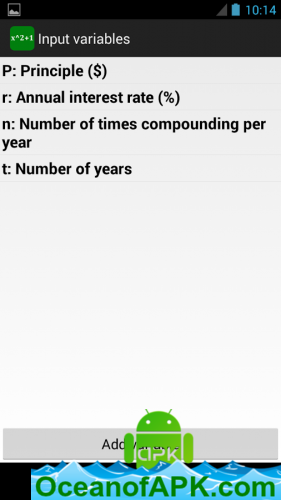 10:14
x^2+1 Input variables
P: Principle ($)
r: Annual interest rate (%)
n: Number of times compounding per
year
t: Number of years
Add
APK
OceanofAPK.com